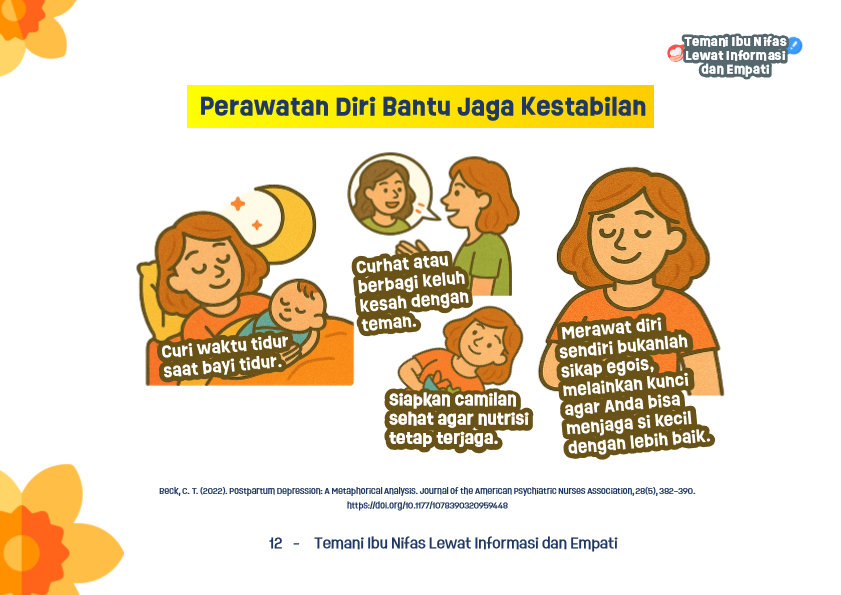 Temani Ibu Nifas
Lewat Informasi
dan Empati
Perawatan Diri Bantu Jaga Kestabilan
Curi waktu tidur
saat bayi tidur.
Curhat atau
berbagi keluh
kesah dengan
teman.
Siapkan camilan
sehat agar nutrisi
tetap terjaga.
Merawat diri
sendiri bukanlah
sikap egois,
melainkan kunci
agar Anda bisa
menjaga si kecil
dengan lebih baik.
Beck, C. T. (2022). Postpartum Depression: A Metaphorical Analysis. Journal of the American Psychiatric Nurses Association, 28(5), 382–390.
https://doi.org/10.1177/1078390320959448
12 - Temani Ibu Nifas Lewat Informasi dan Empati